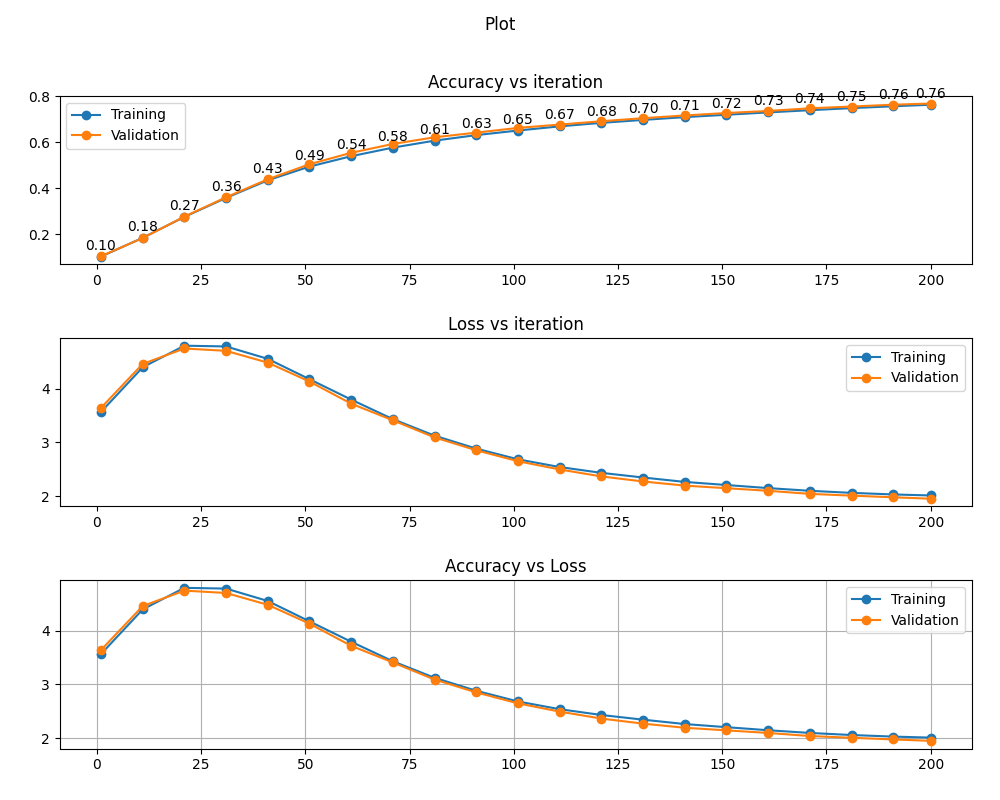 Plot
Accuracy vs iteration
Training
Validation
0.10 0.18 0.27 0.36 0.43 0.49 0.54 0.58 0.61 0.63 0.65 0.67 0.68 0.70 0.71 0.72 0.73 0.74 0.75 0.76 0.76
0.8
0.6
0.4
0.2
0 25 50 75 100 125 150 175 200
Loss vs iteration
Training
Validation
4
3
2
0 25 50 75 100 125 150 175 200
Accuracy vs Loss
Training
Validation
4
3
2
0 25 50 75 100 125 150 175 200